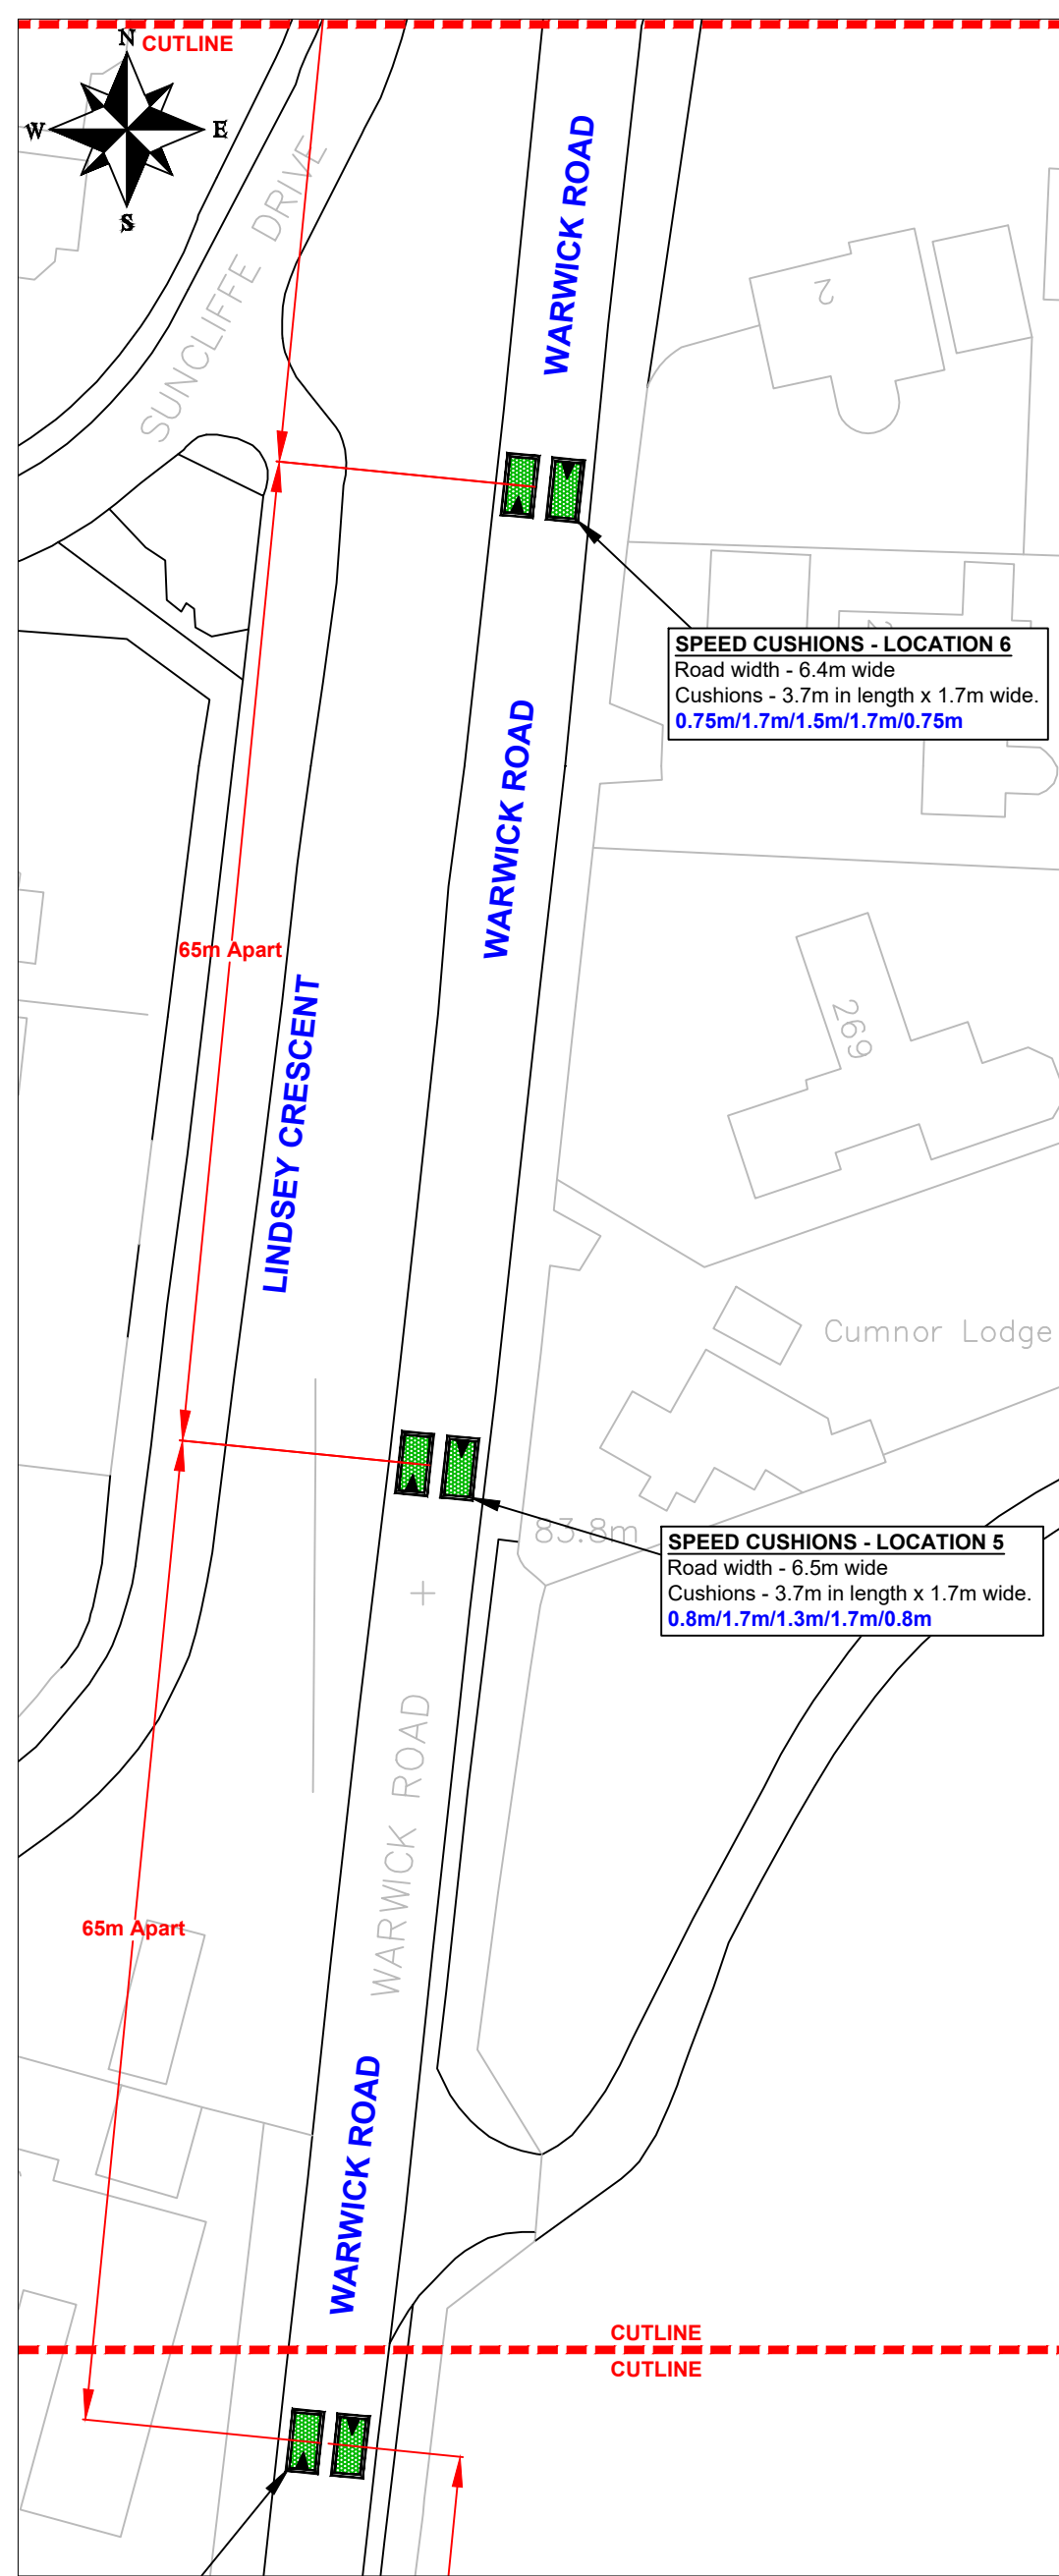 N
CUTLINE
W
E
S
SUNCLIFFE DRIVE
WARWICK ROAD
2
SPEED CUSHIONS - LOCATION 6
Road width - 6.4m wide
Cushions - 3.7m in length x 1.7m wide.
0.75m/1.7m/1.5m/1.7m/0.75m
WARWICK ROAD
65m Apart
LINDSEY CRESCENT
269
Cumnor Lodge
83.8m
SPEED CUSHIONS - LOCATION 5
Road width - 6.5m wide
Cushions - 3.7m in length x 1.7m wide.
0.8m/1.7m/1.3m/1.7m/0.8m
WARWICK ROAD
65m Apart
WARWICK ROAD
CUTLINE
CUTLINE